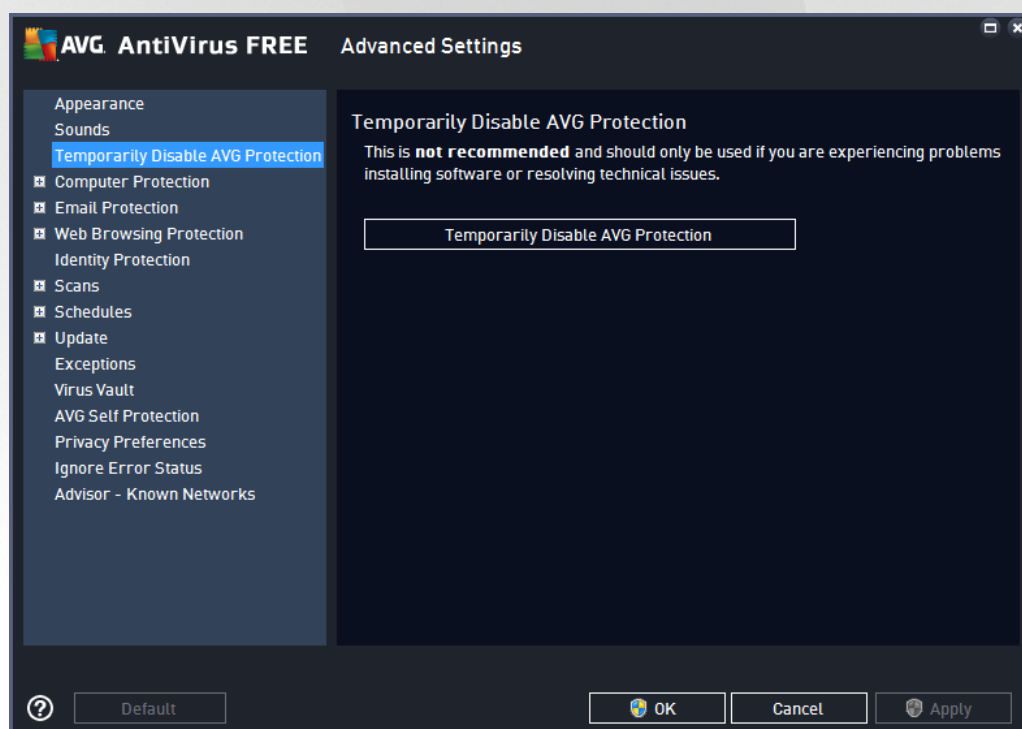 AVG. AntiVirus FREE Advanced Settings
Appearance
Sounds
Temporarily Disable AVG Protection
Computer Protection
Email Protection
Web Browsing Protection
Identity Protection
Scans
Schedules
Update
Exceptions
Virus Vault
AVG Self Protection
Privacy Preferences
Ignore Error Status
Advisor - Known Networks
Temporarily Disable AVG Protection
This is not recommended and should only be used if you are experiencing problems
installing software or resolving technical issues.
Temporarily Disable AVG Protection
Default
OK
Cancel
Apply